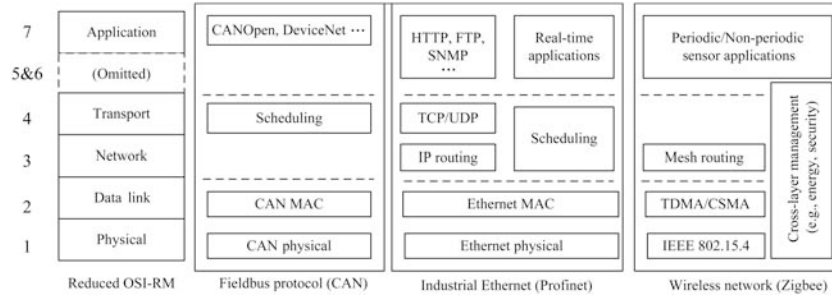 7
Application
CANOpen, DeviceNet ···
HTTP, FTP,
SNMP
···
Real-time
applications
Periodic/Non-periodic
sensor applications
5&6
(Omitted)
4
Transport
Scheduling
TCP/UDP
Scheduling
3
Network
IP routing
Mesh routing
2
Data link
CAN MAC
Ethernet MAC
TDMA/CSMA
1
Physical
CAN physical
Ethernet physical
IEEE 802.15.4
Cross-layer management
(e.g., energy, security)
Reduced OSI-RM
Fieldbus protocol (CAN)
Industrial Ethernet (Profinet)
Wireless network (Zigbee)